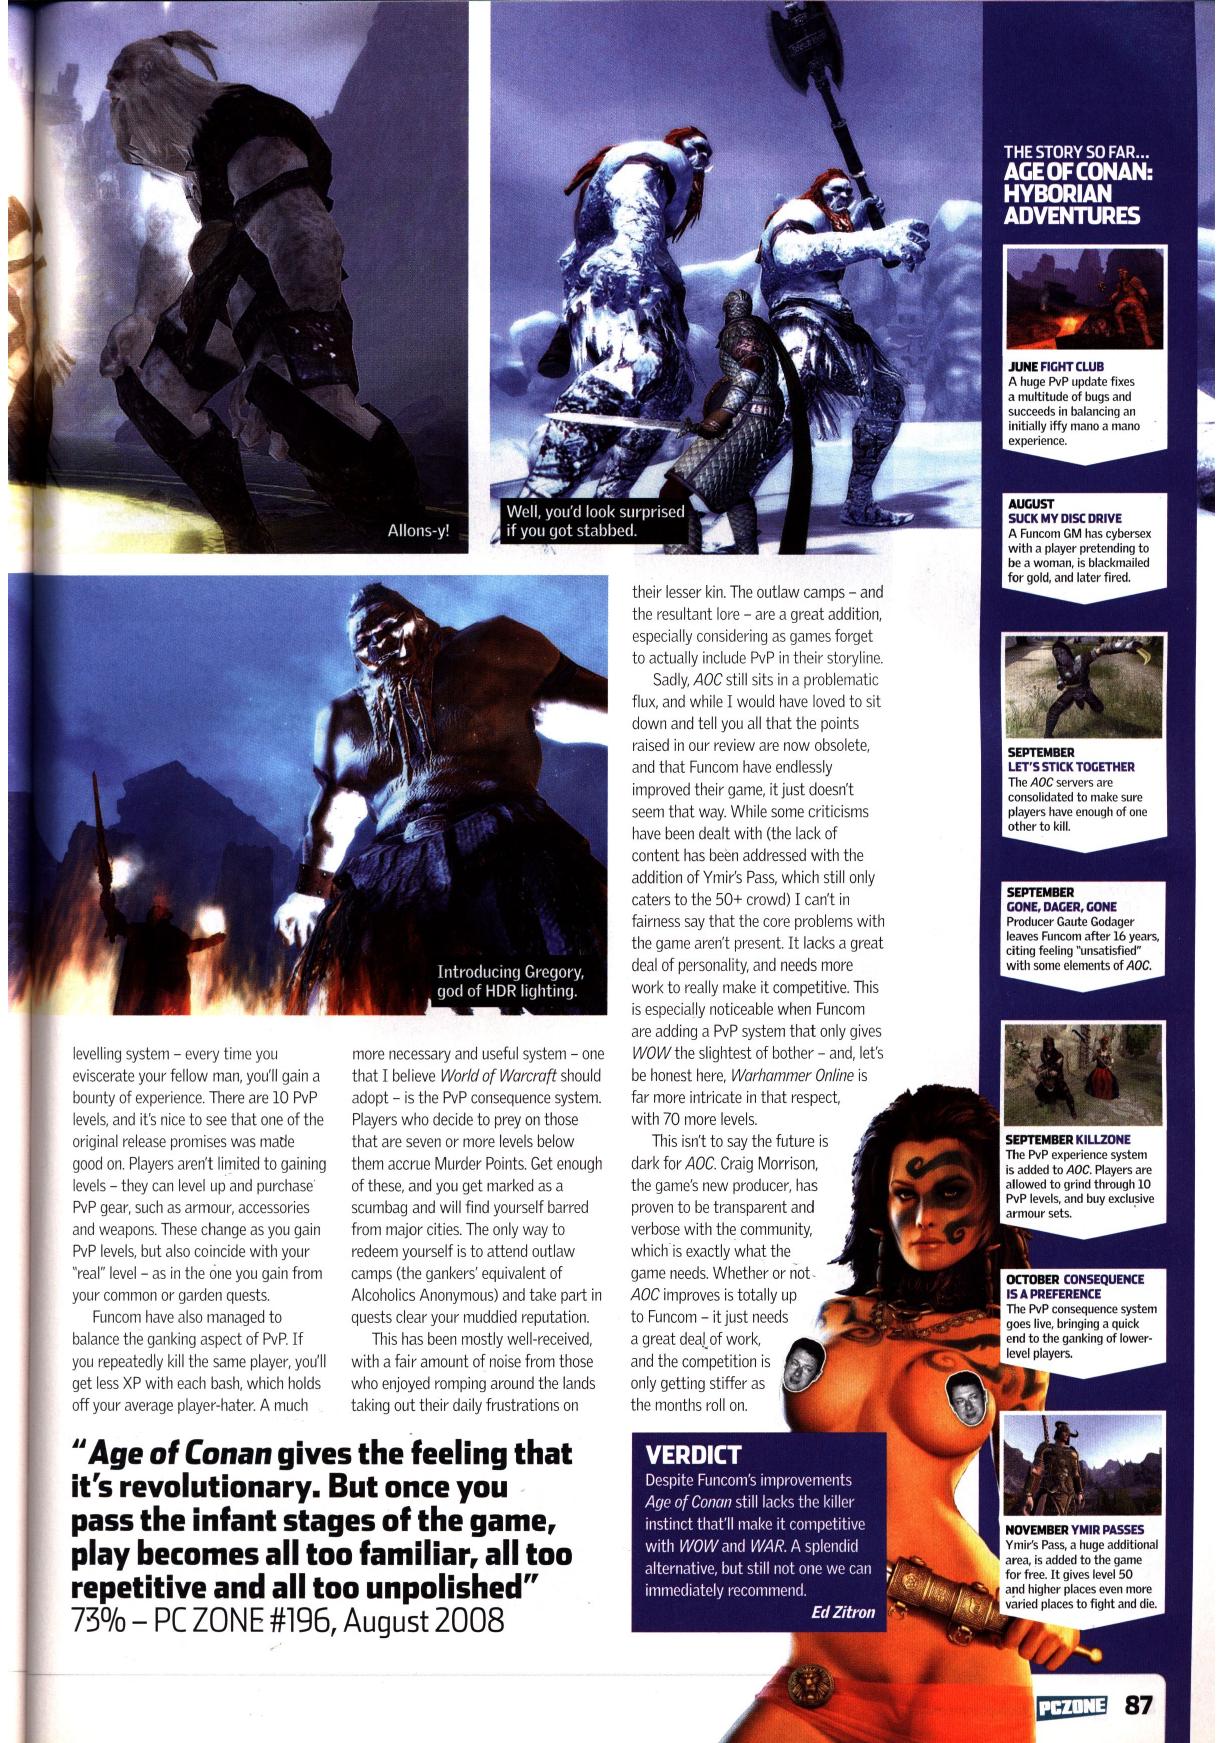 Allons-y!
Well, you'd look surprised
if you got stabbed.
Introducing Gregory,
god of HDR lighting.
levelling system – every time you
eviscerate your fellow man, you'll gain a
bounty of experience. There are 10 PvP
levels, and it's nice to see that one of the
original release promises was made
good on. Players aren't limited to gaining
levels – they can level up and purchase
PvP gear, such as armour, accessories
and weapons. These change as you gain
PvP levels, but also coincide with your
"real" level – as in the one you gain from
your common or garden quests.
Funcom have also managed to
balance the ganking aspect of PvP. If
you repeatedly kill the same player, you'll
get less XP with each bash, which holds
off your average player-hater. A much
more necessary and useful system – one
that I believe World of Warcraft should
adopt – is the PvP consequence system.
Players who decide to prey on those
that are seven or more levels below
them accrue Murder Points. Get enough
of these, and you get marked as a
scumbag and will find yourself barred
from major cities. The only way to
redeem yourself is to attend outlaw
camps (the gankers' equivalent of
Alcoholics Anonymous) and take part in
quests clear your muddied reputation.
This has been mostly well-received,
with a fair amount of noise from those
who enjoyed romping around the lands
taking out their daily frustrations on
their lesser kin. The outlaw camps – and
the resultant lore – are a great addition,
especially considering as games forget
to actually include PvP in their storyline.
Sadly, AOC still sits in a problematic
flux, and while I would have loved to sit
down and tell you all that the points
raised in our review are now obsolete,
and that Funcom have endlessly
improved their game, it just doesn't
seem that way. While some criticisms
have been dealt with (the lack of
content has been addressed with the
addition of Ymir's Pass, which still only
caters to the 50+ crowd) I can't in
fairness say that the core problems with
the game aren't present. It lacks a great
deal of personality, and needs more
work to really make it competitive. This
is especially noticeable when Funcom
are adding a PvP system that only gives
WOW the slightest of bother – and, let's
be honest here, Warhammer Online is
far more intricate in that respect,
with 70 more levels.
This isn't to say the future is
dark for AOC. Craig Morrison,
the game's new producer, has
proven to be transparent and
verbose with the community,
which is exactly what the
game needs. Whether or not
AOC improves is totally up
to Funcom – it just needs
a great deal of work,
and the competition is
only getting stiffer as
the months roll on.
"Age of Conan gives the feeling that
it's revolutionary. But once you
pass the infant stages of the game,
play becomes all too familiar, all too
repetitive and all too unpolished"
73% – PC ZONE #196, August 2008
VERDICT
Despite Funcom's improvements
Age of Conan still lacks the killer
instinct that'll make it competitive
with WOW and WAR. A splendid
alternative, but still not one we can
immediately recommend.
Ed Zitron
THE STORY SO FAR...
AGE OF CONAN:
HYBORIAN
ADVENTURES
JUNE FIGHT CLUB
A huge PvP update fixes
a multitude of bugs and
succeeds in balancing an
initially iffy mano a mano
experience.
AUGUST
SUCK MY DISC DRIVE
A Funcom GM has cybersex
with a player pretending to
be a woman, is blackmailed
for gold, and later fired.
SEPTEMBER
LET'S STICK TOGETHER
The AOC servers are
consolidated to make sure
players have enough of one
other to kill.
SEPTEMBER
GONE, DAGER, GONE
Producer Gaute Godager
leaves Funcom after 16 years,
citing feeling "unsatisfied"
with some elements of AOC.
SEPTEMBER KILLZONE
The PvP experience system
is added to AOC. Players are
allowed to grind through 10
PvP levels, and buy exclusive
armour sets.
OCTOBER CONSEQUENCE
IS A PREFERENCE
The PvP consequence system
goes live, bringing a quick
end to the ganking of lower-
level players.
NOVEMBER YMIR PASSES
Ymir's Pass, a huge additional
area, is added to the game
for free. It gives level 50
and higher places even more
varied places to fight and die.
PCZONE 87